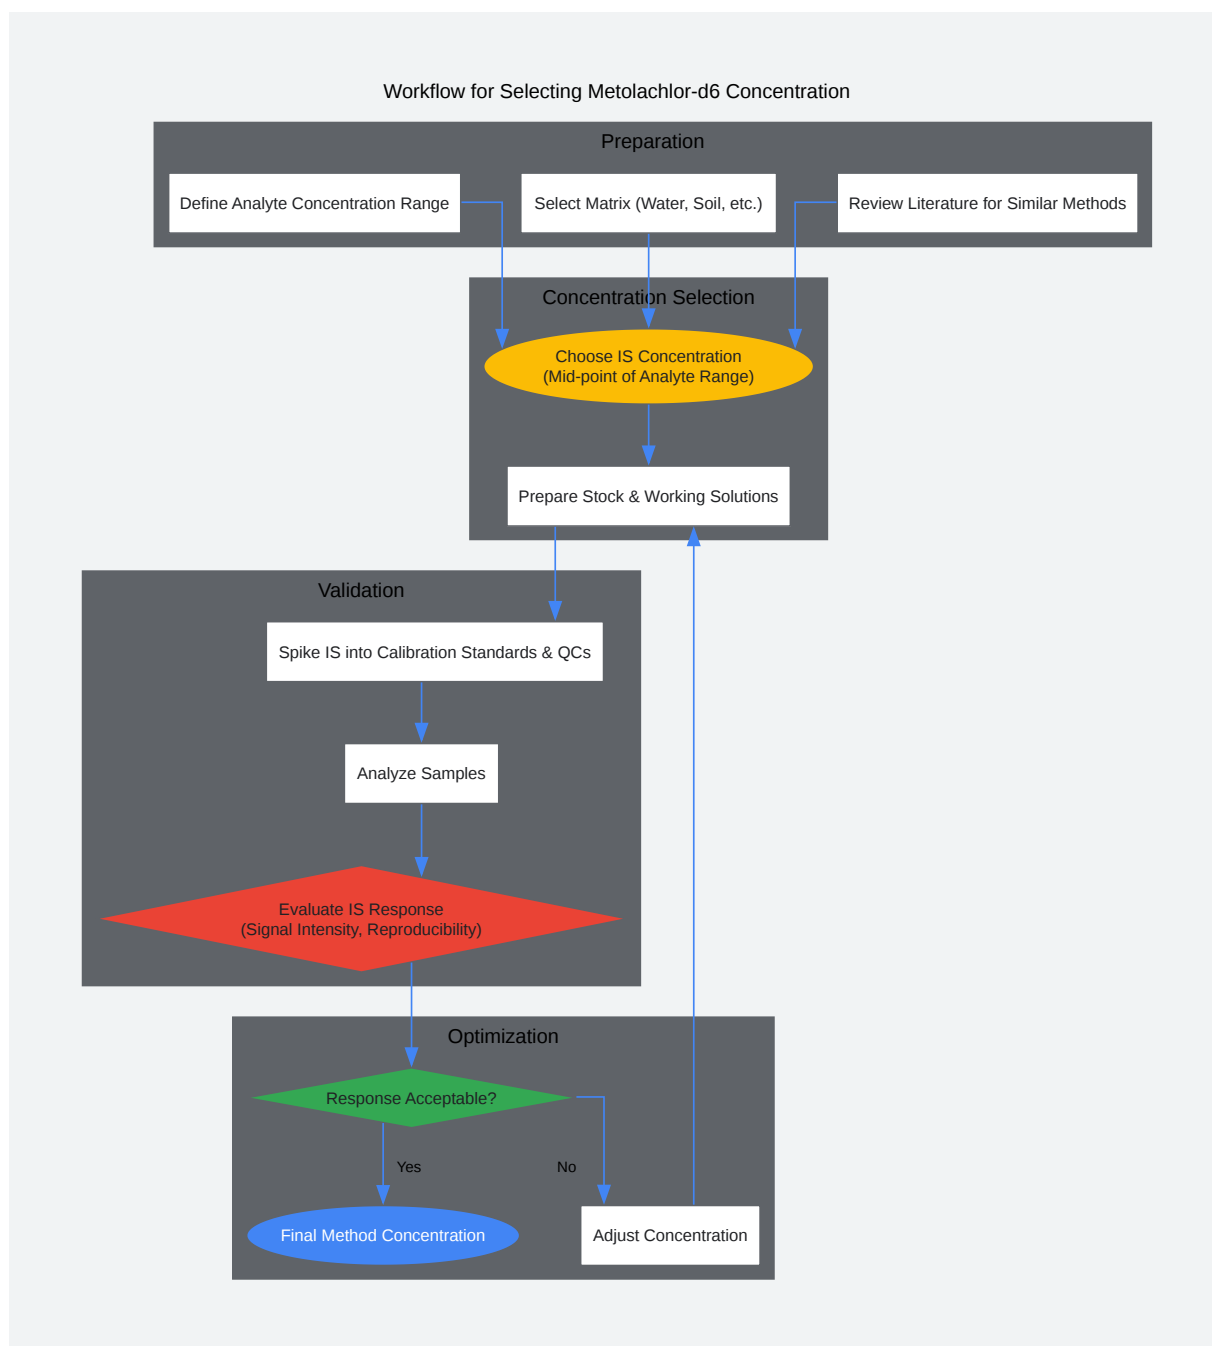 Workflow for Selecting Metolachlor-d6 Concentration
Preparation
Define Analyte Concentration Range
Select Matrix (Water, Soil, etc.)
Review Literature for Similar Methods
Concentration Selection
Choose IS Concentration
(Mid-point of Analyte Range)
Prepare Stock & Working Solutions
Validation
Spike IS into Calibration Standards & QCs
Analyze Samples
Evaluate IS Response
(Signal Intensity, Reproducibility)
Optimization
Response Acceptable?
Yes
No
Final Method Concentration
Adjust Concentration